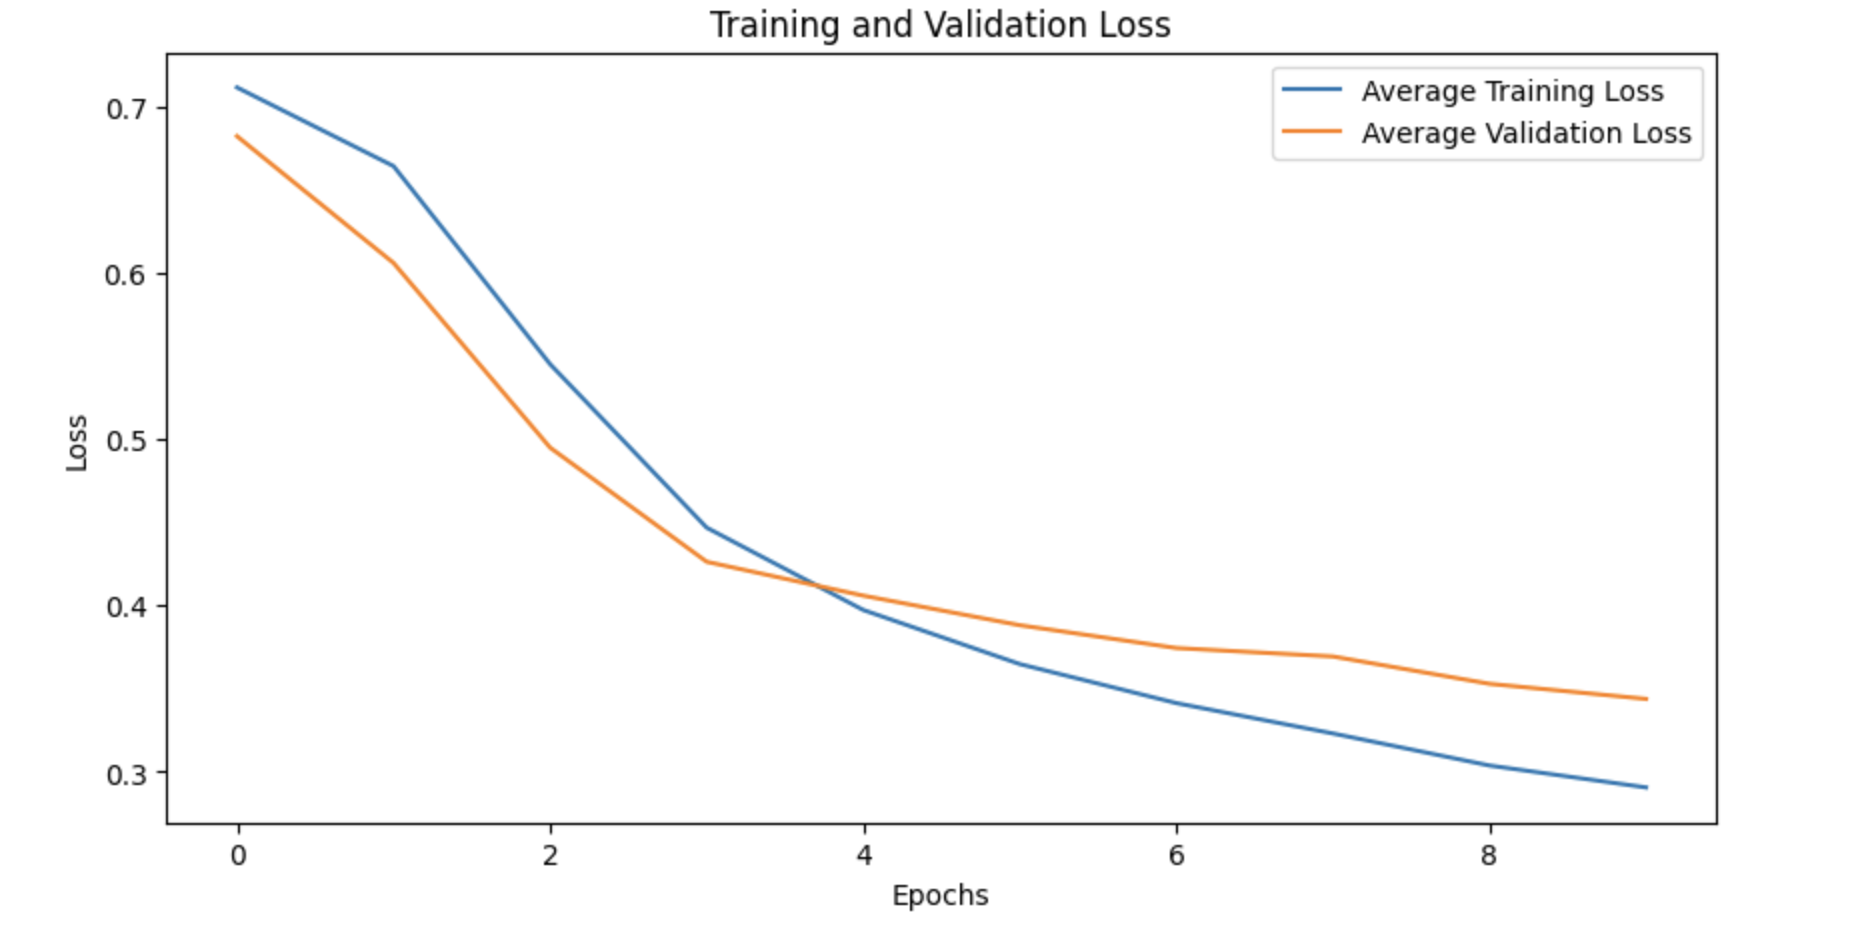 Training and Validation Loss
Average Training Loss
Average Validation Loss
0.7
0.6
0.5
0.4
0.3
Loss
0 2 4 6 8
Epochs